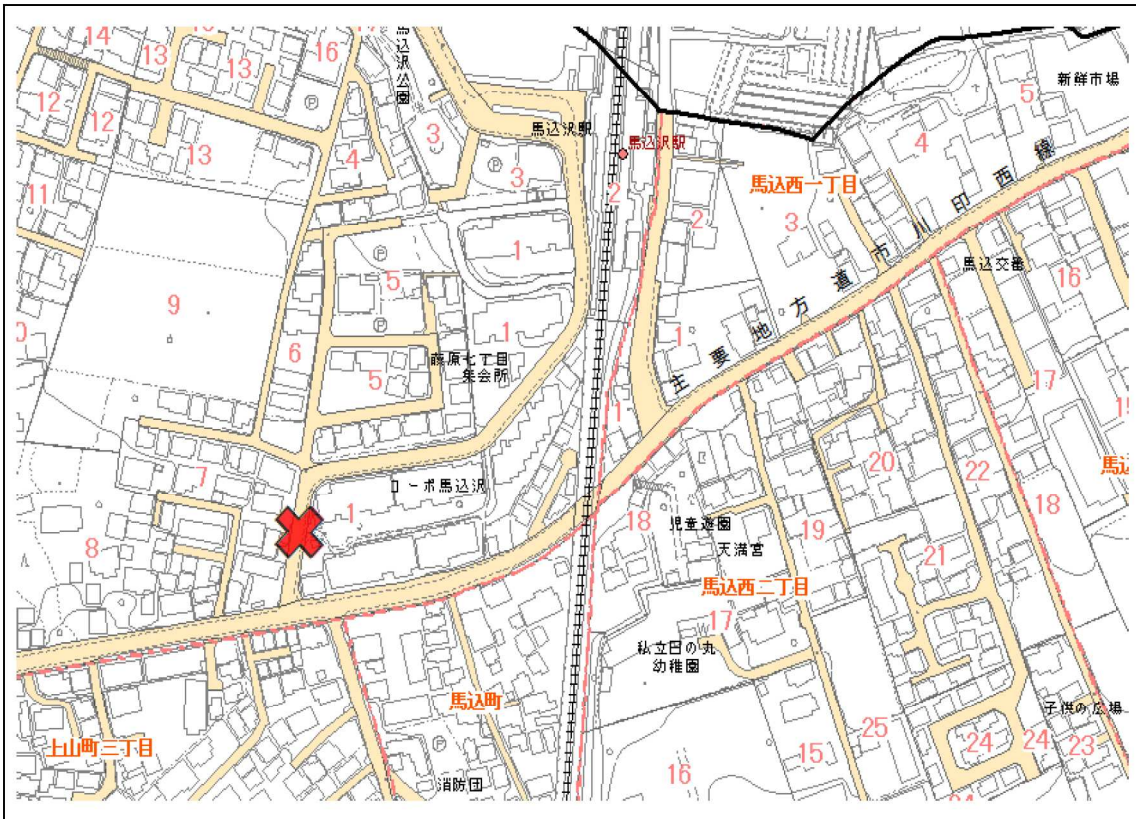 14
13
13
16
馬込沢公園
P
12
12
13
11
4
3
馬込沢駅
P
3
馬込沢駅
2
2
馬込西一丁目
3
4
5
新鮮市場
主要地方道市川印西線
馬込交番
16
9
P
5
P
1
1
6
5
藤原七丁目
集会所
1
1
17
7
コーポ馬込沢
1
8
18
児童遊園
天満宮
19
20
22
18
21
馬込西二丁目
17
私立日の丸
幼稚園
馬込町
上山町三丁目
P
消防団
16
15
25
24
24
子供の広場
23